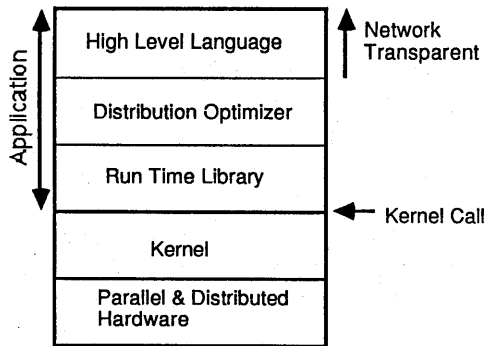 High Level Language
Network
Transparent
Application
Distribution Optimizer
Run Time Library
Kernel Call
Kernel
Parallel & Distributed
Hardware